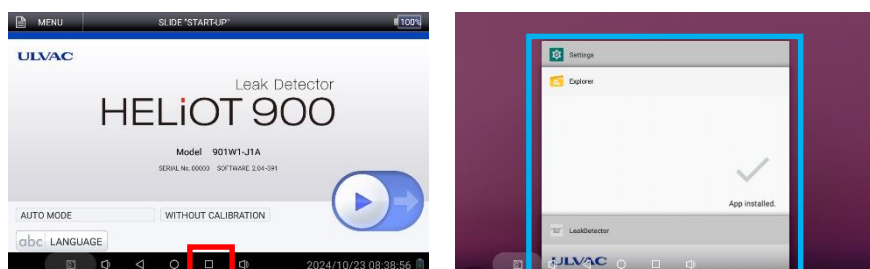 MENU
SLIDE "START-UP"
100%
ULVAC
Leak Detector
HELiOT 900
Model 901W1-J1A
SERIAL No. 00000 SOFTWARE 2.04-391
AUTO MODE
WITHOUT CALIBRATION
abc LANGUAGE
2024/10/23 08:38:56
Settings
Explorer
App installed.
LeakDetector
ULVAC